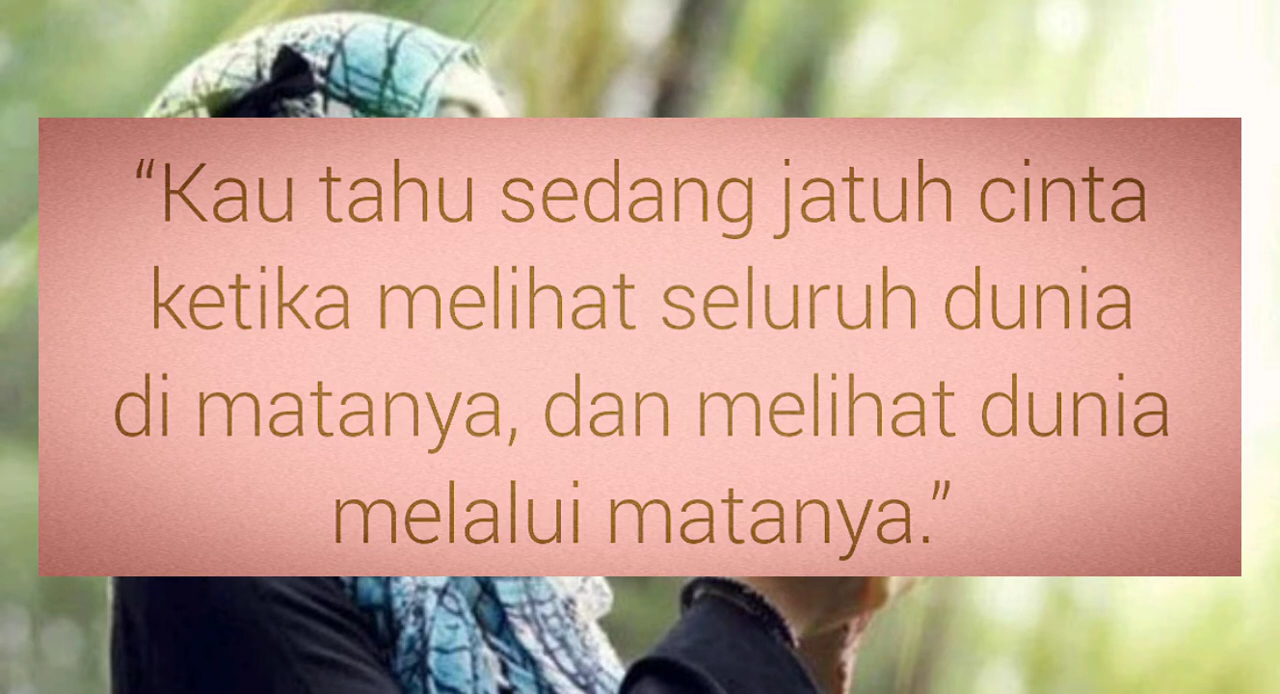 “Kau tahu sedang jatuh cinta
ketika melihat seluruh dunia
di matanya, dan melihat dunia
melalui matanya.”